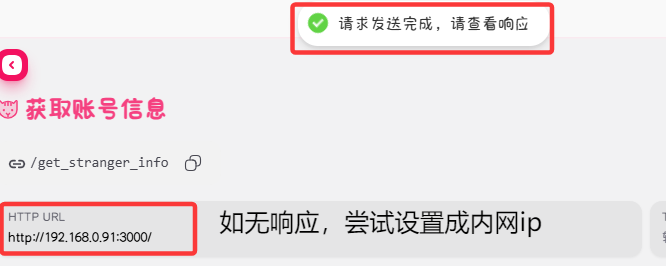 请求发送完成，请查看响应
获取账号信息
/get_stranger_info
HTTP URL
http://192.168.0.91:3000/
如无响应，尝试设置成内网ip